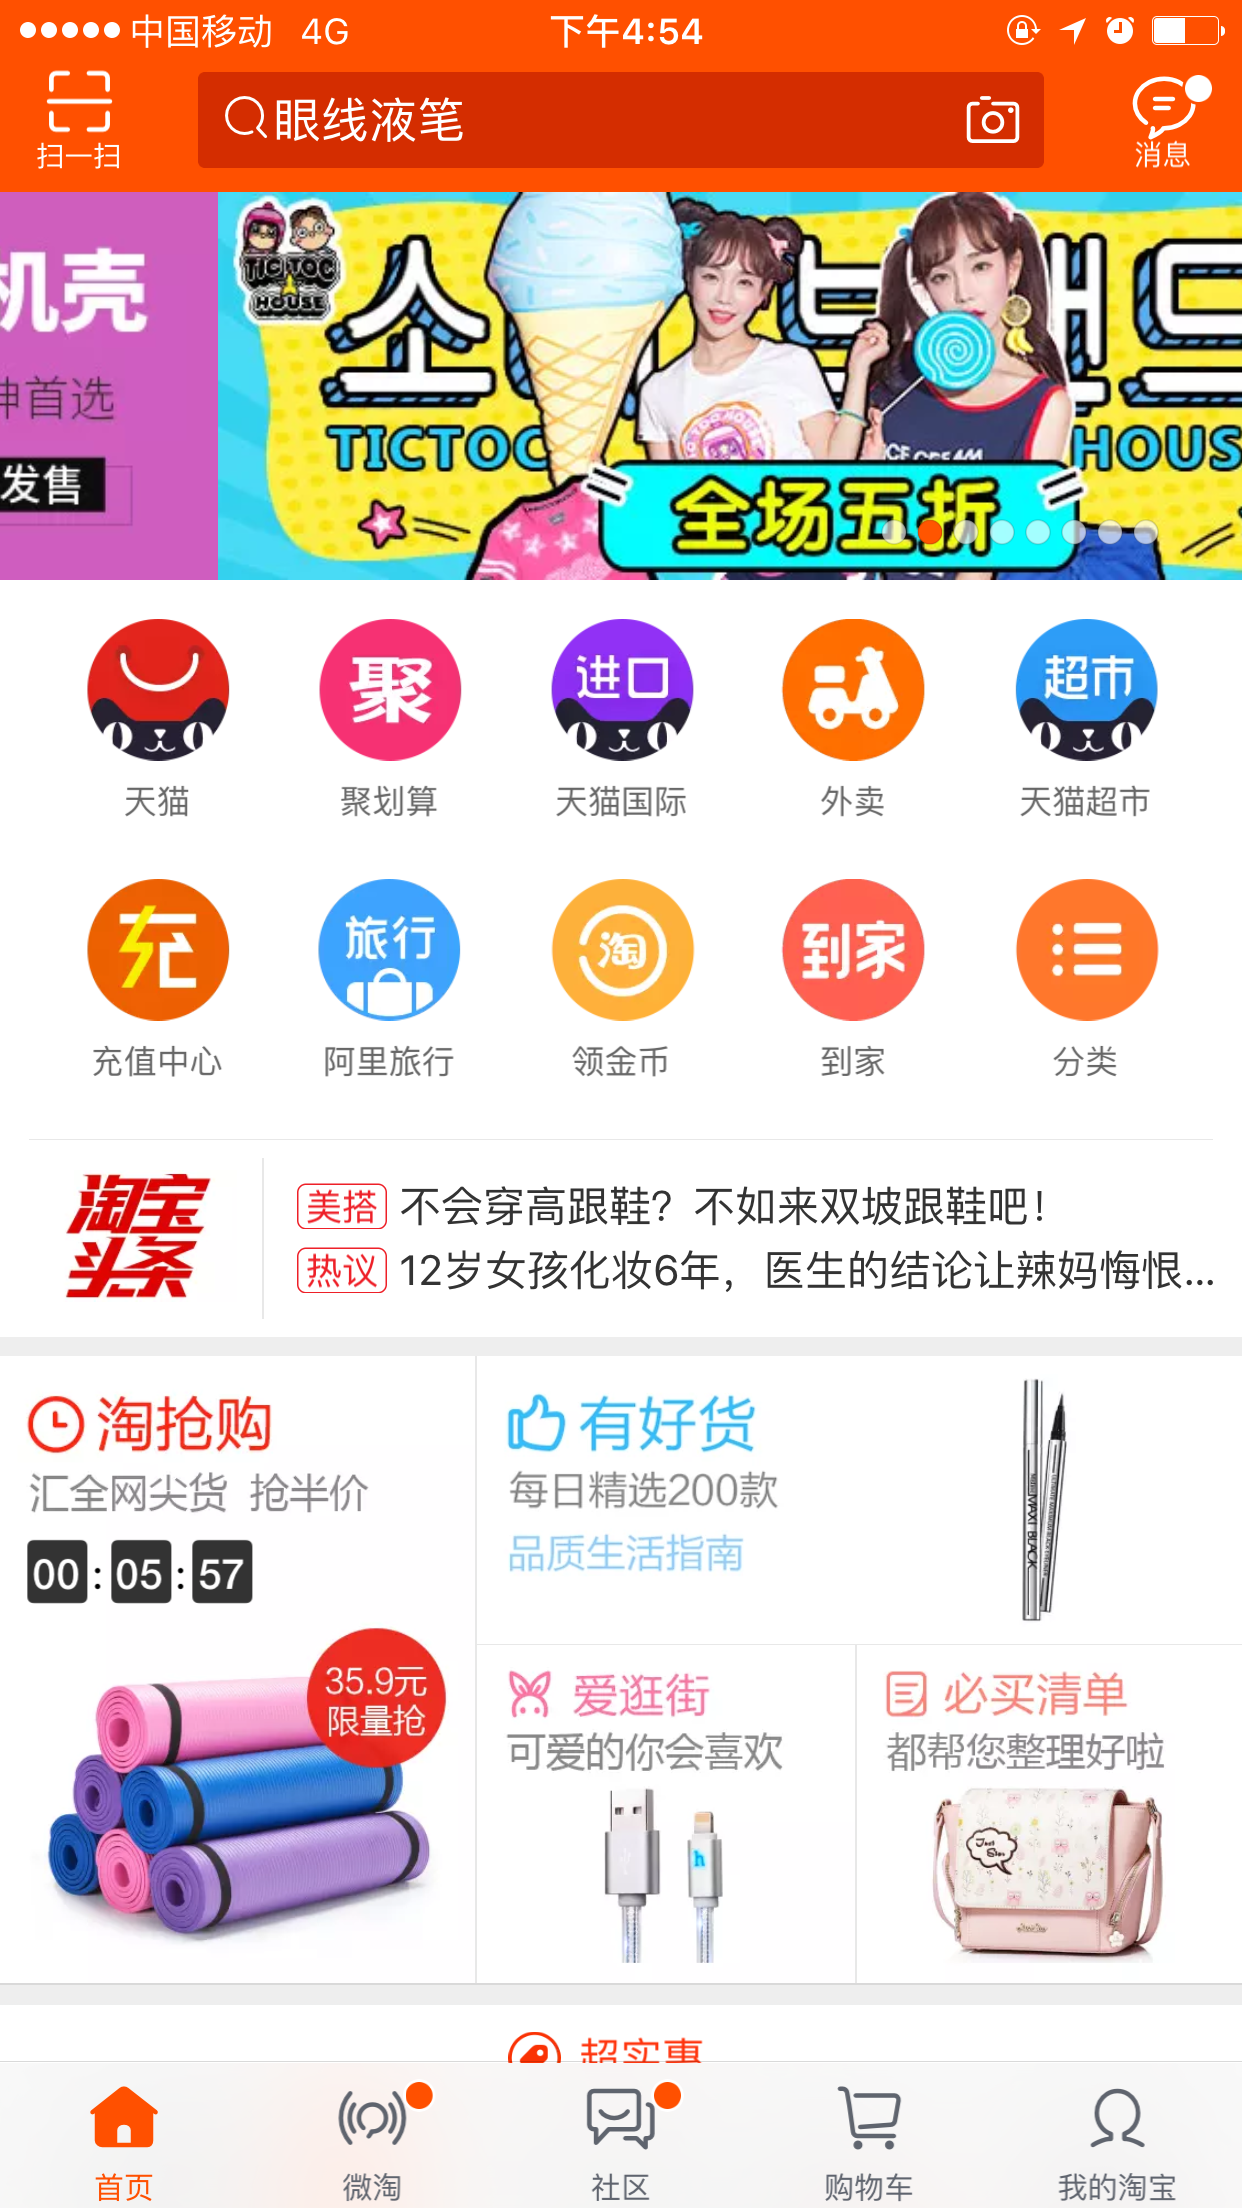 中国移动 4G 下午4:54
扫一扫
眼线液笔
消息
机壳
神首选
发售
TIC TOC
HOUSE
TICTOC HOUS
ICE CREAM
全场五折
聚 进口 超市
天猫 聚划算 天猫国际 外卖 天猫超市
充 旅行 淘 到家
充值中心 阿里旅行 领金币 到家 分类
淘宝
头条
美搭 不会穿高跟鞋？不如来双坡跟鞋吧！
热议 12岁女孩化妆6年，医生的结论让辣妈悔恨...
淘抢购
汇全网尖货 抢半价
00:05:57
35.9元
限量抢
有好货
每日精选200款
品质生活指南
MAXI BLACK
爱逛街
可爱的你会喜欢
h
必买清单
都帮您整理好啦
Just
Star
超实惠
首页 微淘 社区 购物车 我的淘宝